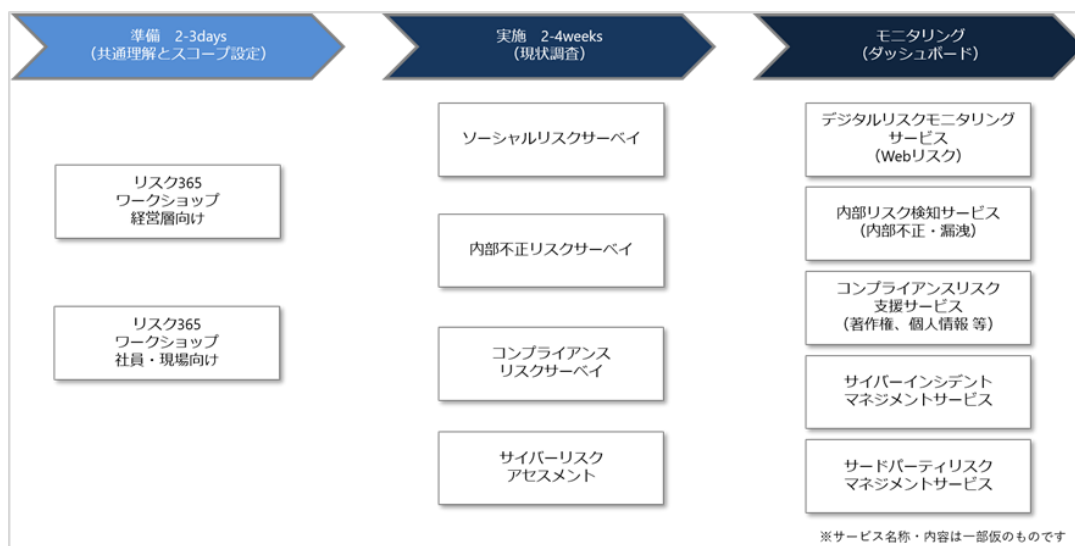 準備　2-3days
（共通理解とスコープ設定）
リスク365
ワークショップ
経営層向け
リスク365
ワークショップ
社員・現場向け
実施　2-4weeks
（現状調査）
ソーシャルリスクサーベイ
内部不正リスクサーベイ
コンプライアンス
リスクサーベイ
サイバーリスク
アセスメント
モニタリング
（ダッシュボード）
デジタルリスクモニタリング
サービス
（Webリスク）
内部リスク検知サービス
（内部不正・漏洩）
コンプライアンスリスク
支援サービス
（著作権、個人情報 等）
サイバーインシデント
マネジメントサービス
サードパーティリスク
マネジメントサービス
※サービス名称・内容は一部仮のものです